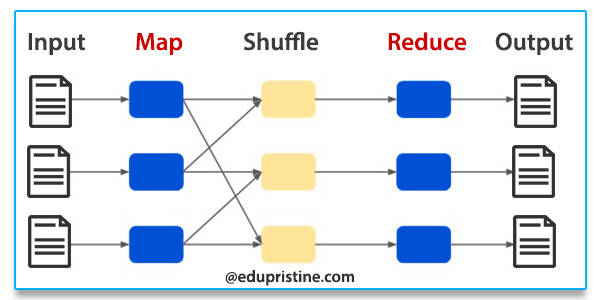 Input Map Shuffle Reduce Output
@edupristine.com